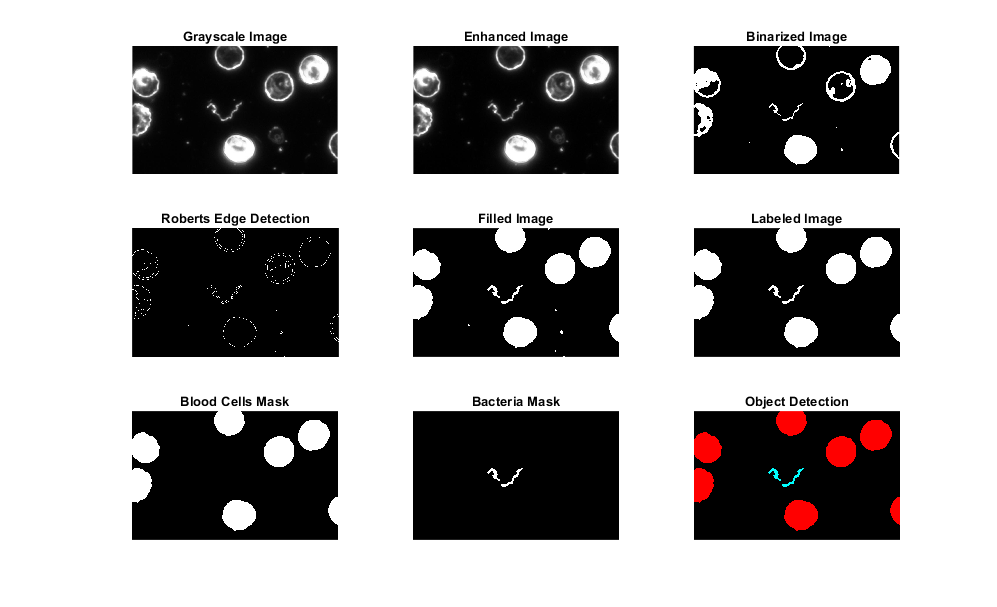 Grayscale Image
Enhanced Image
Binarized Image
Roberts Edge Detection
Filled Image
Labeled Image
Blood Cells Mask
Bacteria Mask
Object Detection